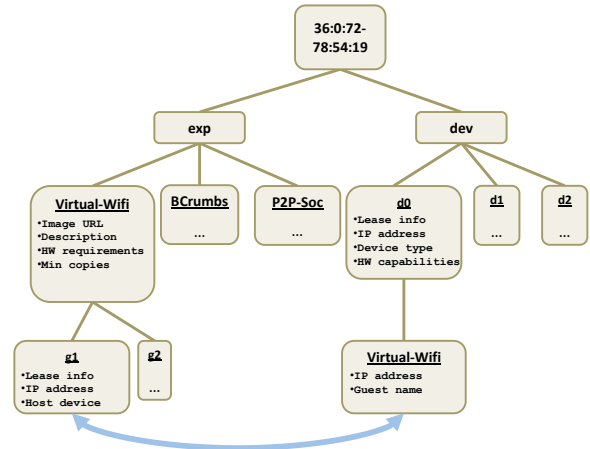 36:0:72-
78:54:19
exp
dev
Virtual-Wifi
•Image URL
•Description
•HW requirements
•Min copies
BCrumbs
...
P2P-Soc
...
d0
•Lease info
•IP address
•Device type
•HW capabilities
d1
...
d2
...
g1
•Lease info
•IP address
•Host device
g2
...
Virtual-Wifi
•IP address
•Guest name